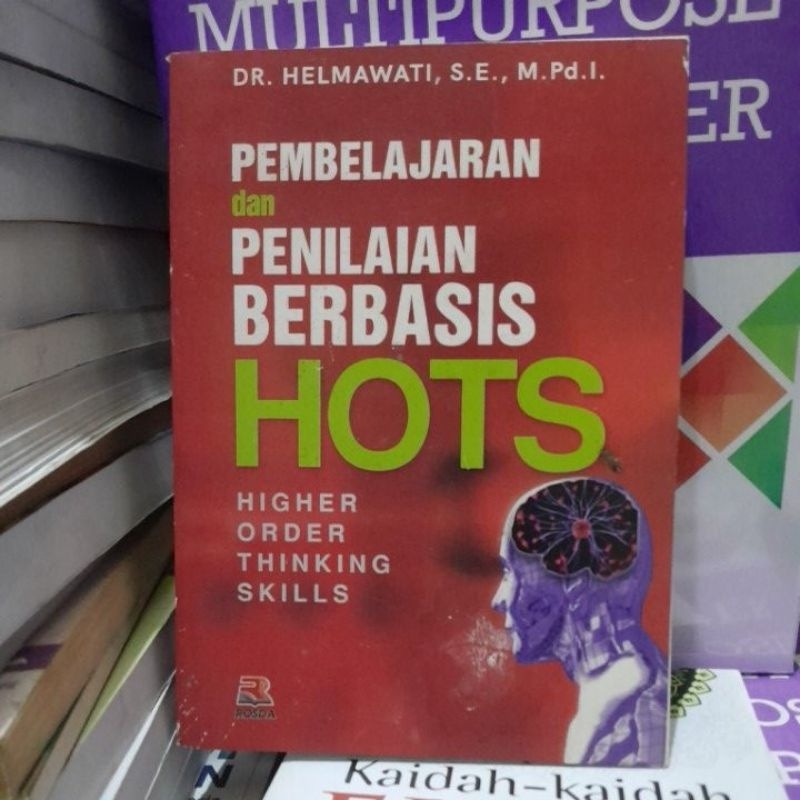 MULTIPURPOSE
ER
DR. HELMAWATI, S.E., M.Pd.I.
PEMBELAJARAN
dan
PENILAIAN
BERBASIS
HOTS
HIGHER
ORDER
THINKING
SKILLS
ROSDA
Kaidah-kaidah